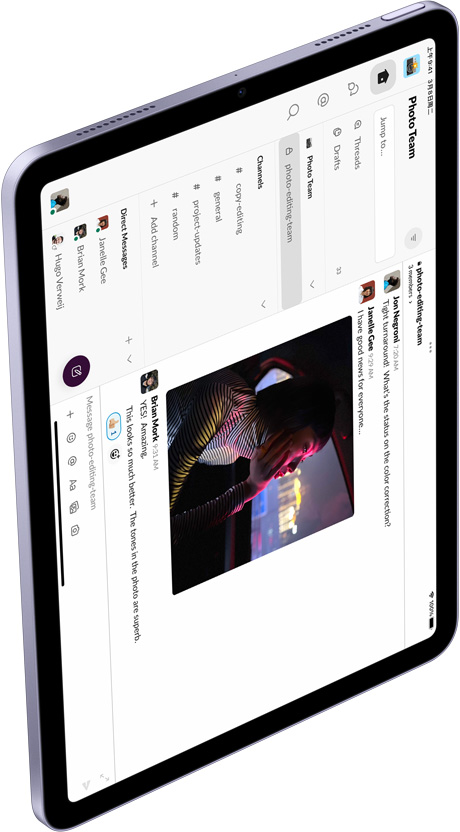 上午9:41 3月8日周二
100%
Photo Team
Jump to...
Threads
Drafts
23
Photo Team
photo-editing-team
Channels
# copy-editing
# general
# project-updates
# random
+ Add channel
Direct Messages
Janelle Gee
Brian Mork
Hugo Verweij
photo-editing-team
3 members >
Jon Negroni 7:20 AM
Tight turnaround! What's the status on the color correction?
Janelle Gee 9:29 AM
I have good news for everyone...
Brian Mork 9:31 AM
YES! Amazing.
This looks so much better. The tones in the photo are superb.
1
Message photo-editing-team
Aa